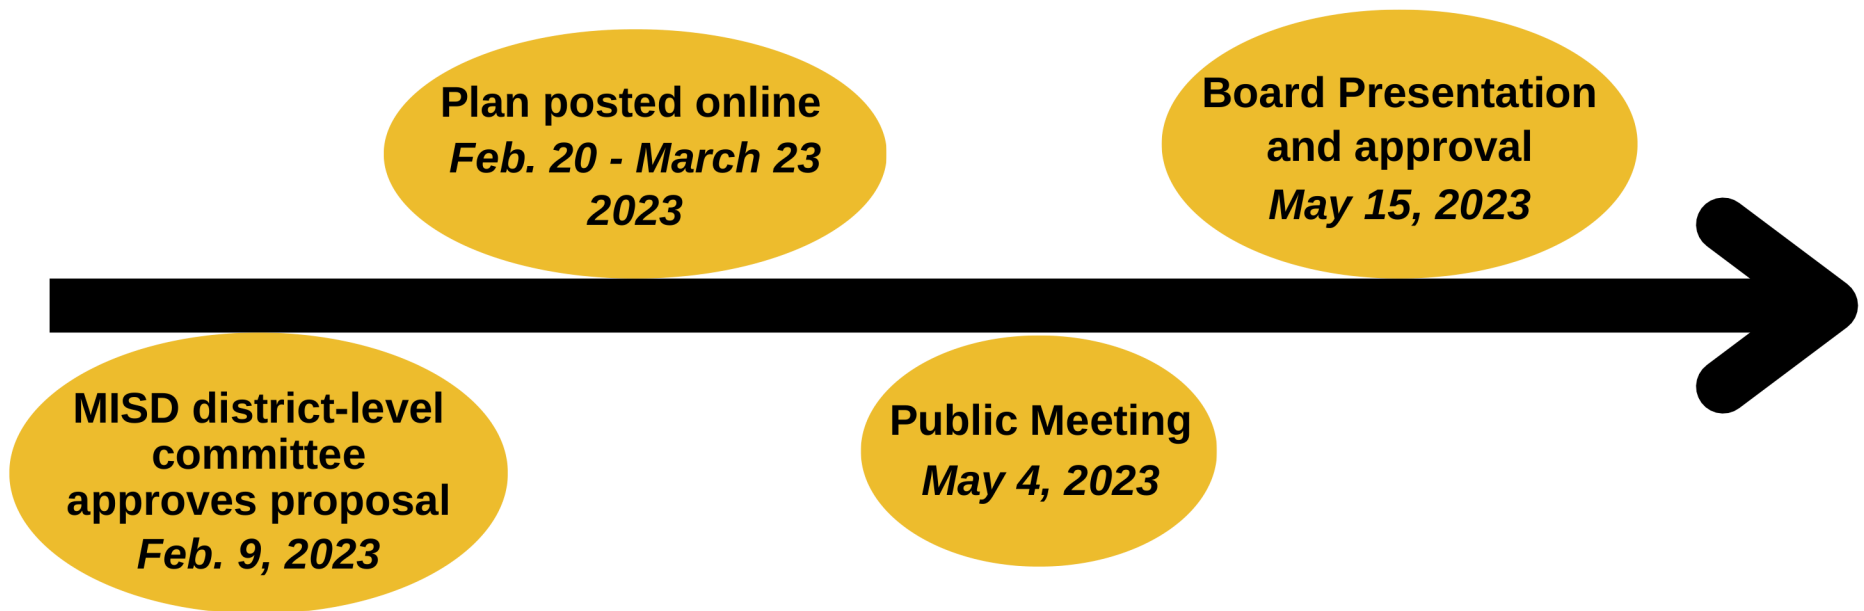 Plan posted online
Feb. 20 - March 23
2023
Board Presentation
and approval
May 15, 2023
MISD district-level
committee
approves proposal
Feb. 9, 2023
Public Meeting
May 4, 2023